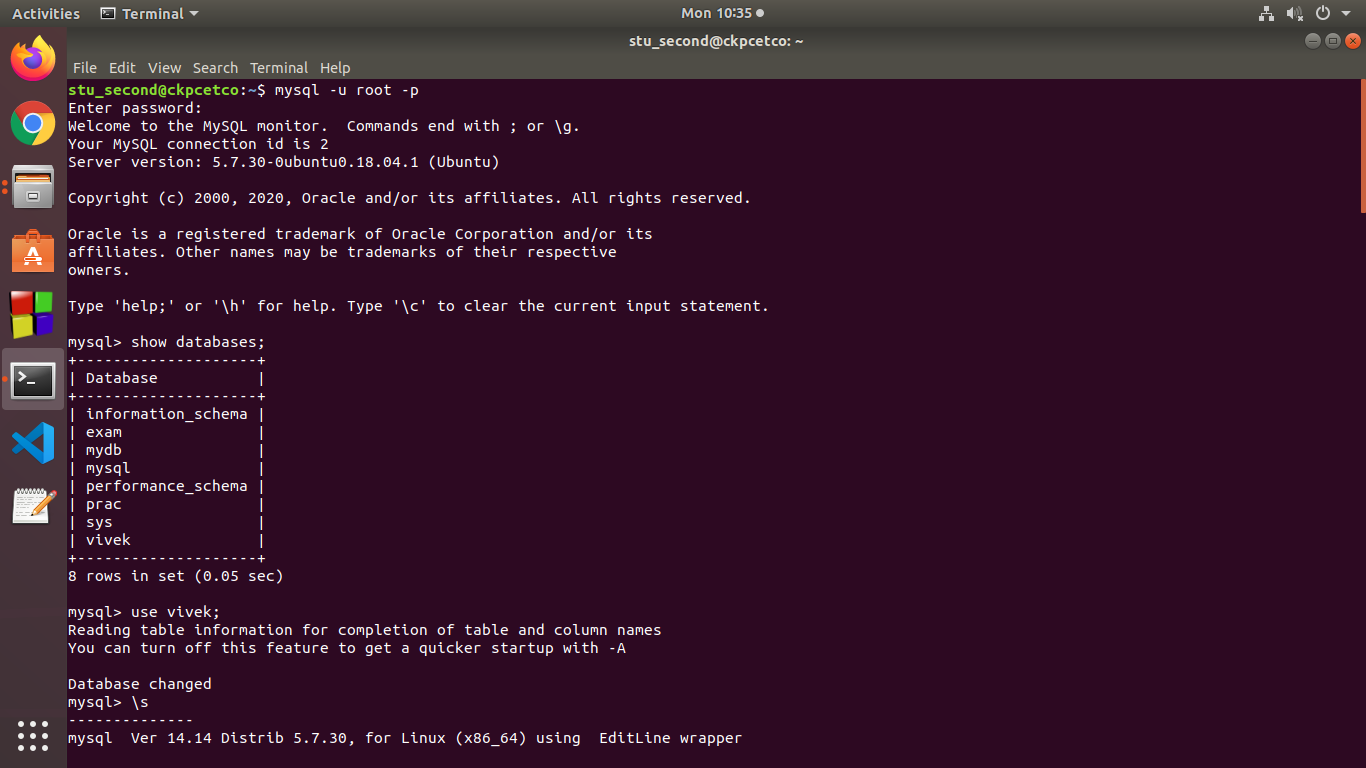 Activities Terminal Mon 10:35
stu_second@ckpcetco: ~
File Edit View Search Terminal Help
stu_second@ckpcetco:~$ mysql -u root -p
Enter password:
Welcome to the MySQL monitor.  Commands end with ; or \g.
Your MySQL connection id is 2
Server version: 5.7.30-0ubuntu0.18.04.1 (Ubuntu)

Copyright (c) 2000, 2020, Oracle and/or its affiliates. All rights reserved.

Oracle is a registered trademark of Oracle Corporation and/or its
affiliates. Other names may be trademarks of their respective
owners.

Type 'help;' or '\h' for help. Type '\c' to clear the current input statement.

mysql> show databases;
+--------------------+
| Database           |
+--------------------+
| information_schema |
| exam               |
| mydb               |
| mysql              |
| performance_schema |
| prac               |
| sys                |
| vivek              |
+--------------------+
8 rows in set (0.05 sec)

mysql> use vivek;
Reading table information for completion of table and column names
You can turn off this feature to get a quicker startup with -A

Database changed
mysql> \s
--------------
mysql  Ver 14.14 Distrib 5.7.30, for Linux (x86_64) using  EditLine wrapper